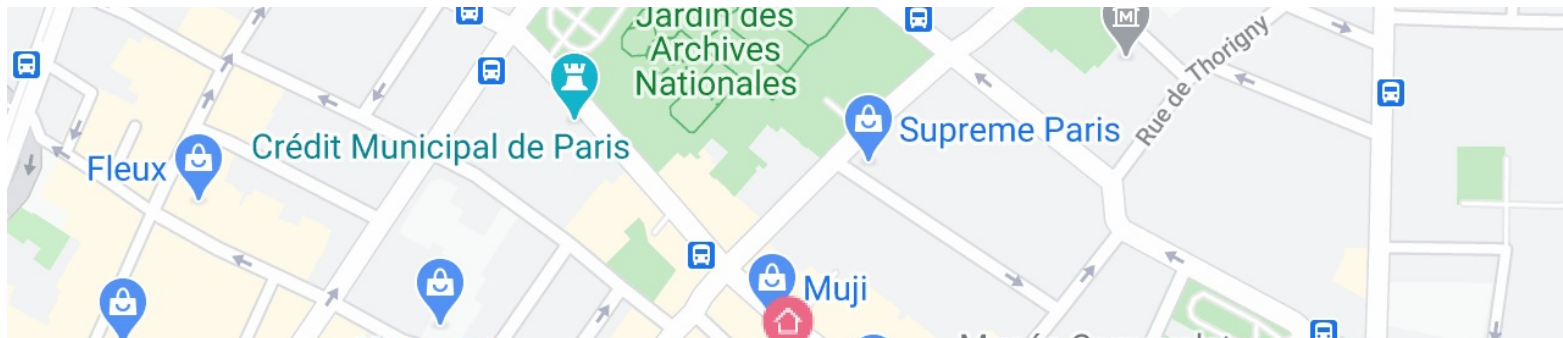 Jardin des
Archives
Nationales
Rue de Thorigny
Supreme Paris
Crédit Municipal de Paris
Fleux
Muji